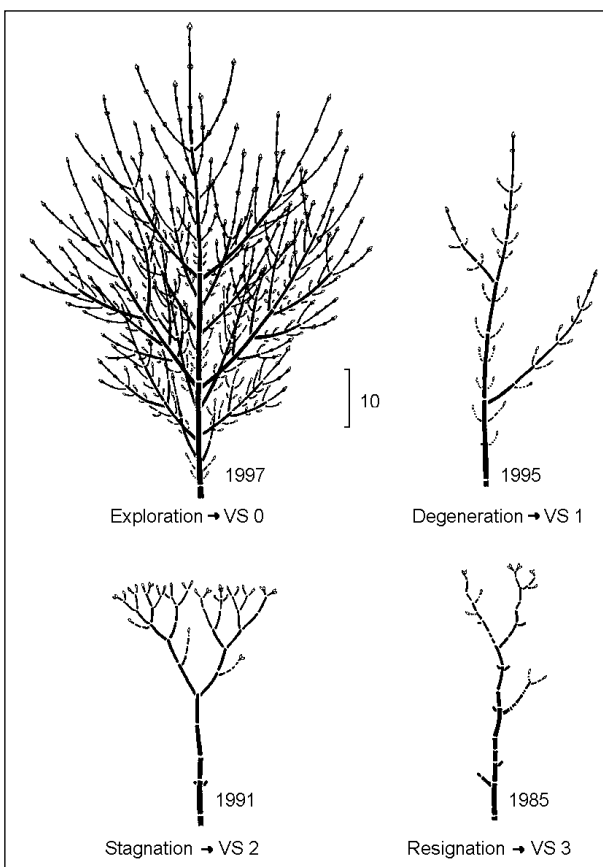 10
1997
1995
Exploration → VS 0
Degeneration → VS 1
1991
1985
Stagnation → VS 2
Resignation → VS 3